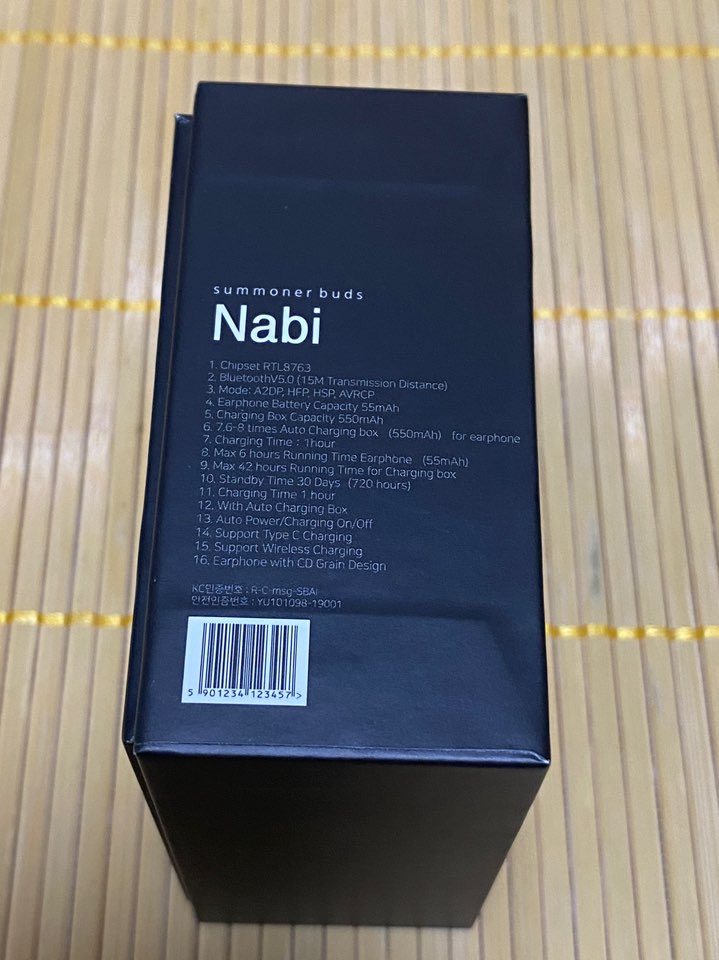 summoner buds
Nabi
1. Chipset RTL8763
2. BluetoothV5.0 (15M Transmission Distance)
3. Mode: A2DP, HFP, HSP, AVRCP
4. Earphone Battery Capacity 55mAh
5. Charging Box Capacity 550mAh
6. 7.6-8 times Auto Charging box (550mAh) for earphone
7. Charging Time : 1hour
8. Max 6 hours Running Time Earphone (55mAh)
9. Max 42 hours Running Time for Charging box
10. Standby Time 30 Days (720 hours)
11. Charging Time 1 hour
12. With Auto Charging Box
13. Auto Power/Charging On/Off
14. Support Type C Charging
15. Support Wireless Charging
16. Earphone with CD Grain Design
KC인증번호 : R-C-msg-SBAI
안전인증번호 : YU101098-19001
5 901234 123457 >